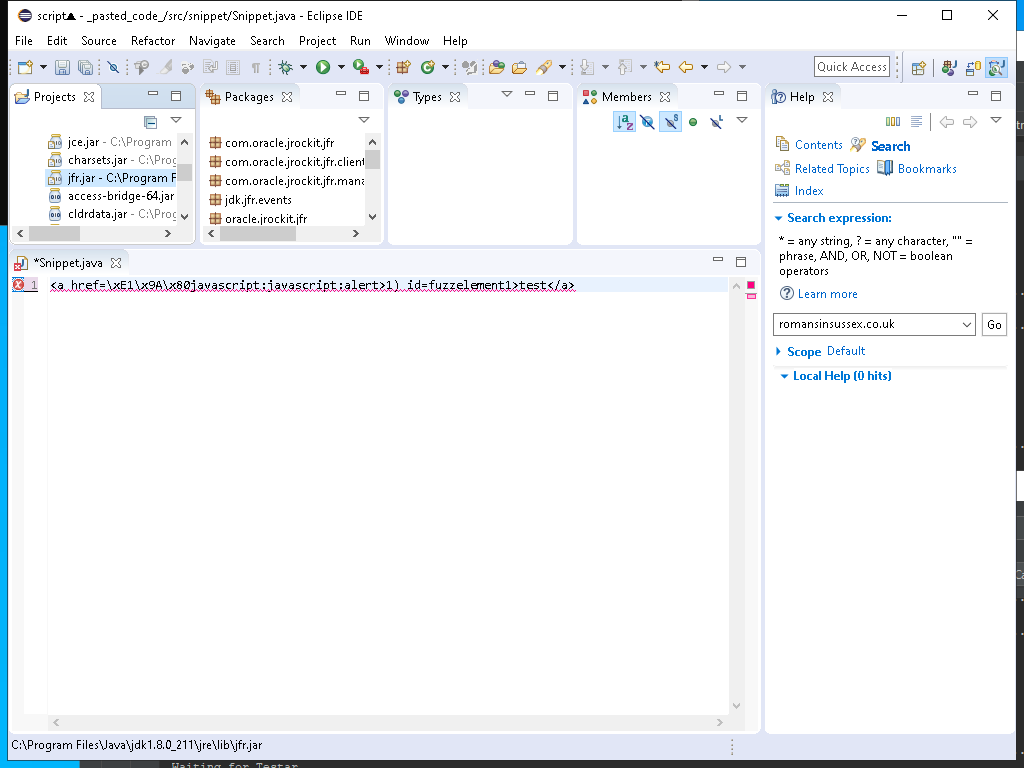 script▲ - _pasted_code_/src/snippet/Snippet.java - Eclipse IDE
File Edit Source Refactor Navigate Search Project Run Window Help
Quick Access
Projects
jce.jar - C:\Program
charsets.jar - C:\Prog
jfr.jar - C:\Program F
access-bridge-64.jar
cldrdata.jar - C:\Prog
Packages
com.oracle.jrockit.jfr
com.oracle.jrockit.jfr.client
com.oracle.jrockit.jfr.mana
jdk.jfr.events
oracle.jrockit.jfr
Types
Members
Help
Contents Search
Related Topics Bookmarks
Index
Search expression:
* = any string, ? = any character, "" =
phrase, AND, OR, NOT = boolean
operators
Learn more
romansinsussex.co.uk Go
Scope Default
Local Help (0 hits)
*Snippet.java
1 <a href=\xE1\x9A\x80javascript:javascript:alert>1) id=fuzzelement1>test</a>
C:\Program Files\Java\jdk1.8.0_211\jre\lib\jfr.jar
Waiting for Testar